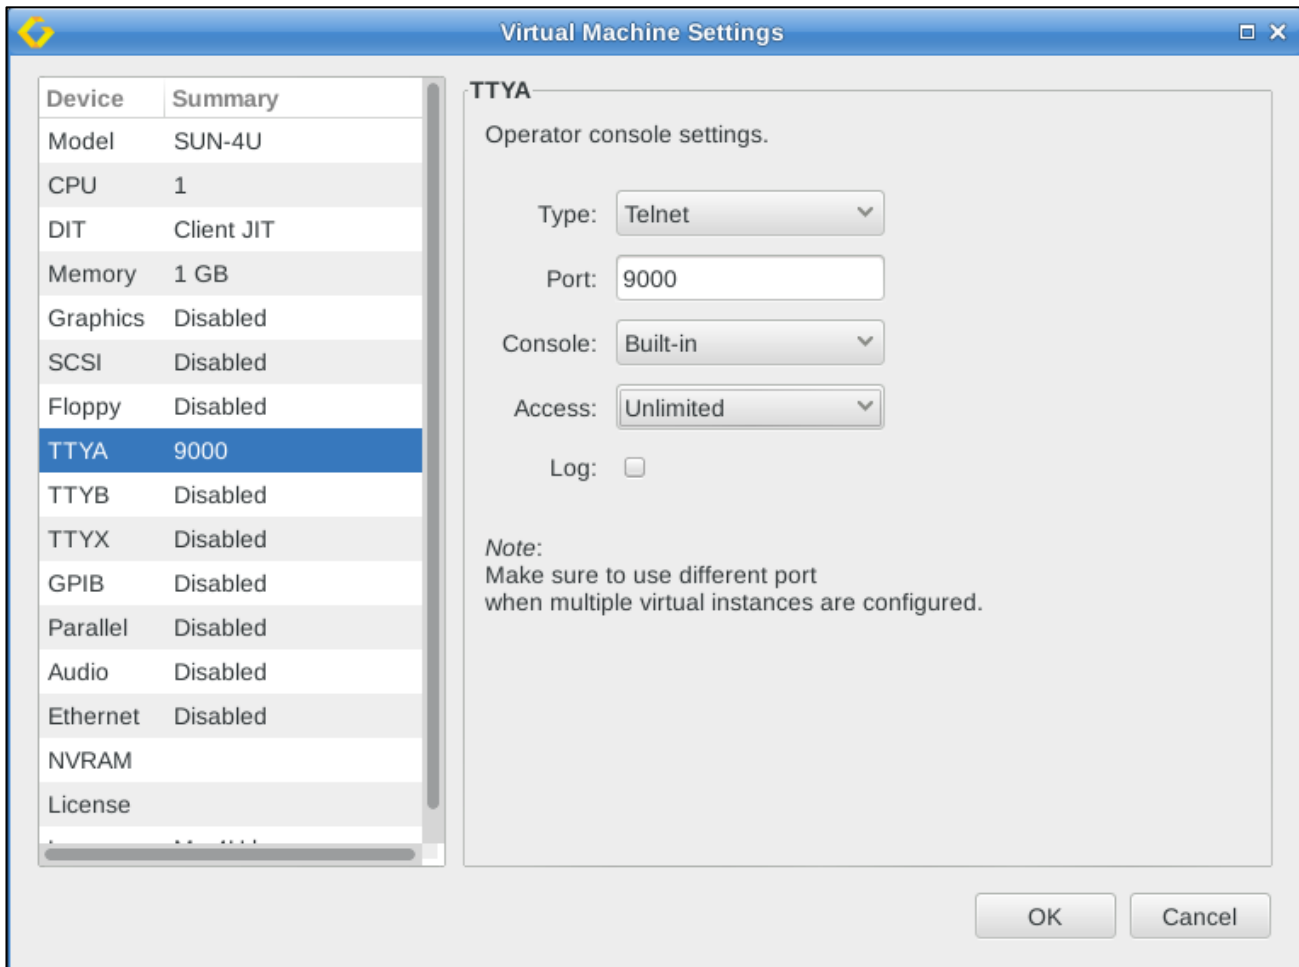 Virtual Machine Settings
Device Summary
Model SUN-4U
CPU 1
DIT Client JIT
Memory 1 GB
Graphics Disabled
SCSI Disabled
Floppy Disabled
TTYA 9000
TTYB Disabled
TTYX Disabled
GPIB Disabled
Parallel Disabled
Audio Disabled
Ethernet Disabled
NVRAM
License
TTYA
Operator console settings.
Type: Telnet
Port: 9000
Console: Built-in
Access: Unlimited
Log:
Note:
Make sure to use different port
when multiple virtual instances are configured.
OK Cancel